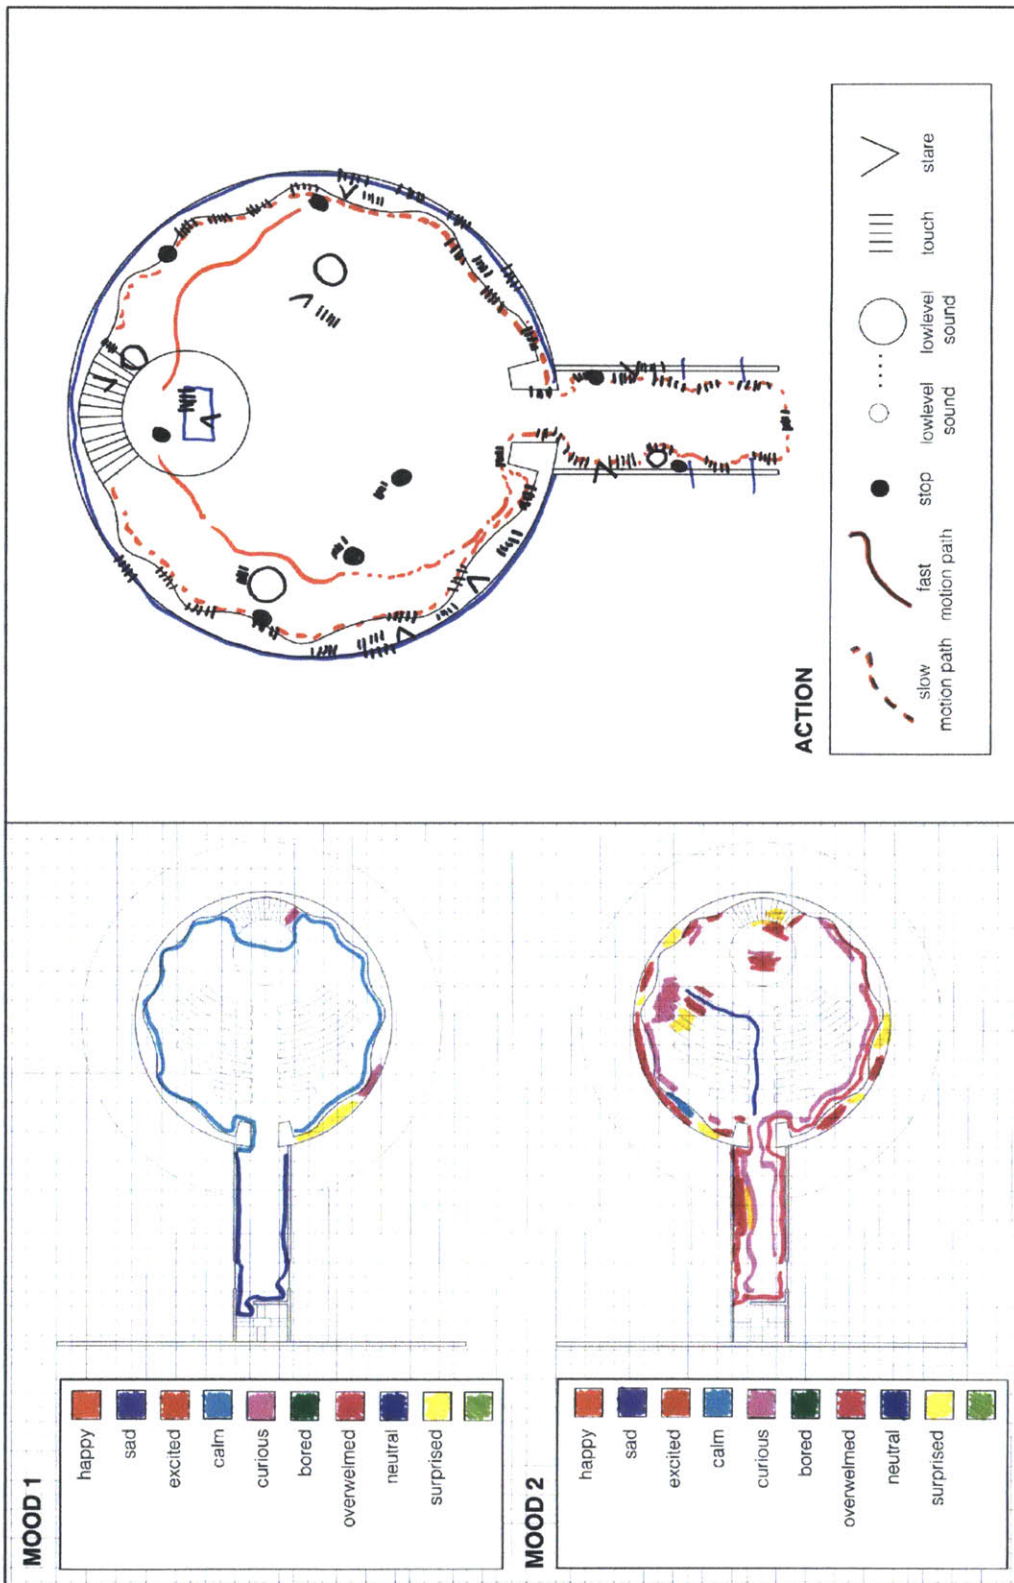 MOOD 1
happy
sad
excited
calm
curious
bored
overwelmed
neutral
surprised
MOOD 2
happy
sad
excited
calm
curious
bored
overwelmed
neutral
surprised
ACTION
slow
motion path
fast
motion path
stop
lowlevel
sound
lowlevel
sound
touch
stare